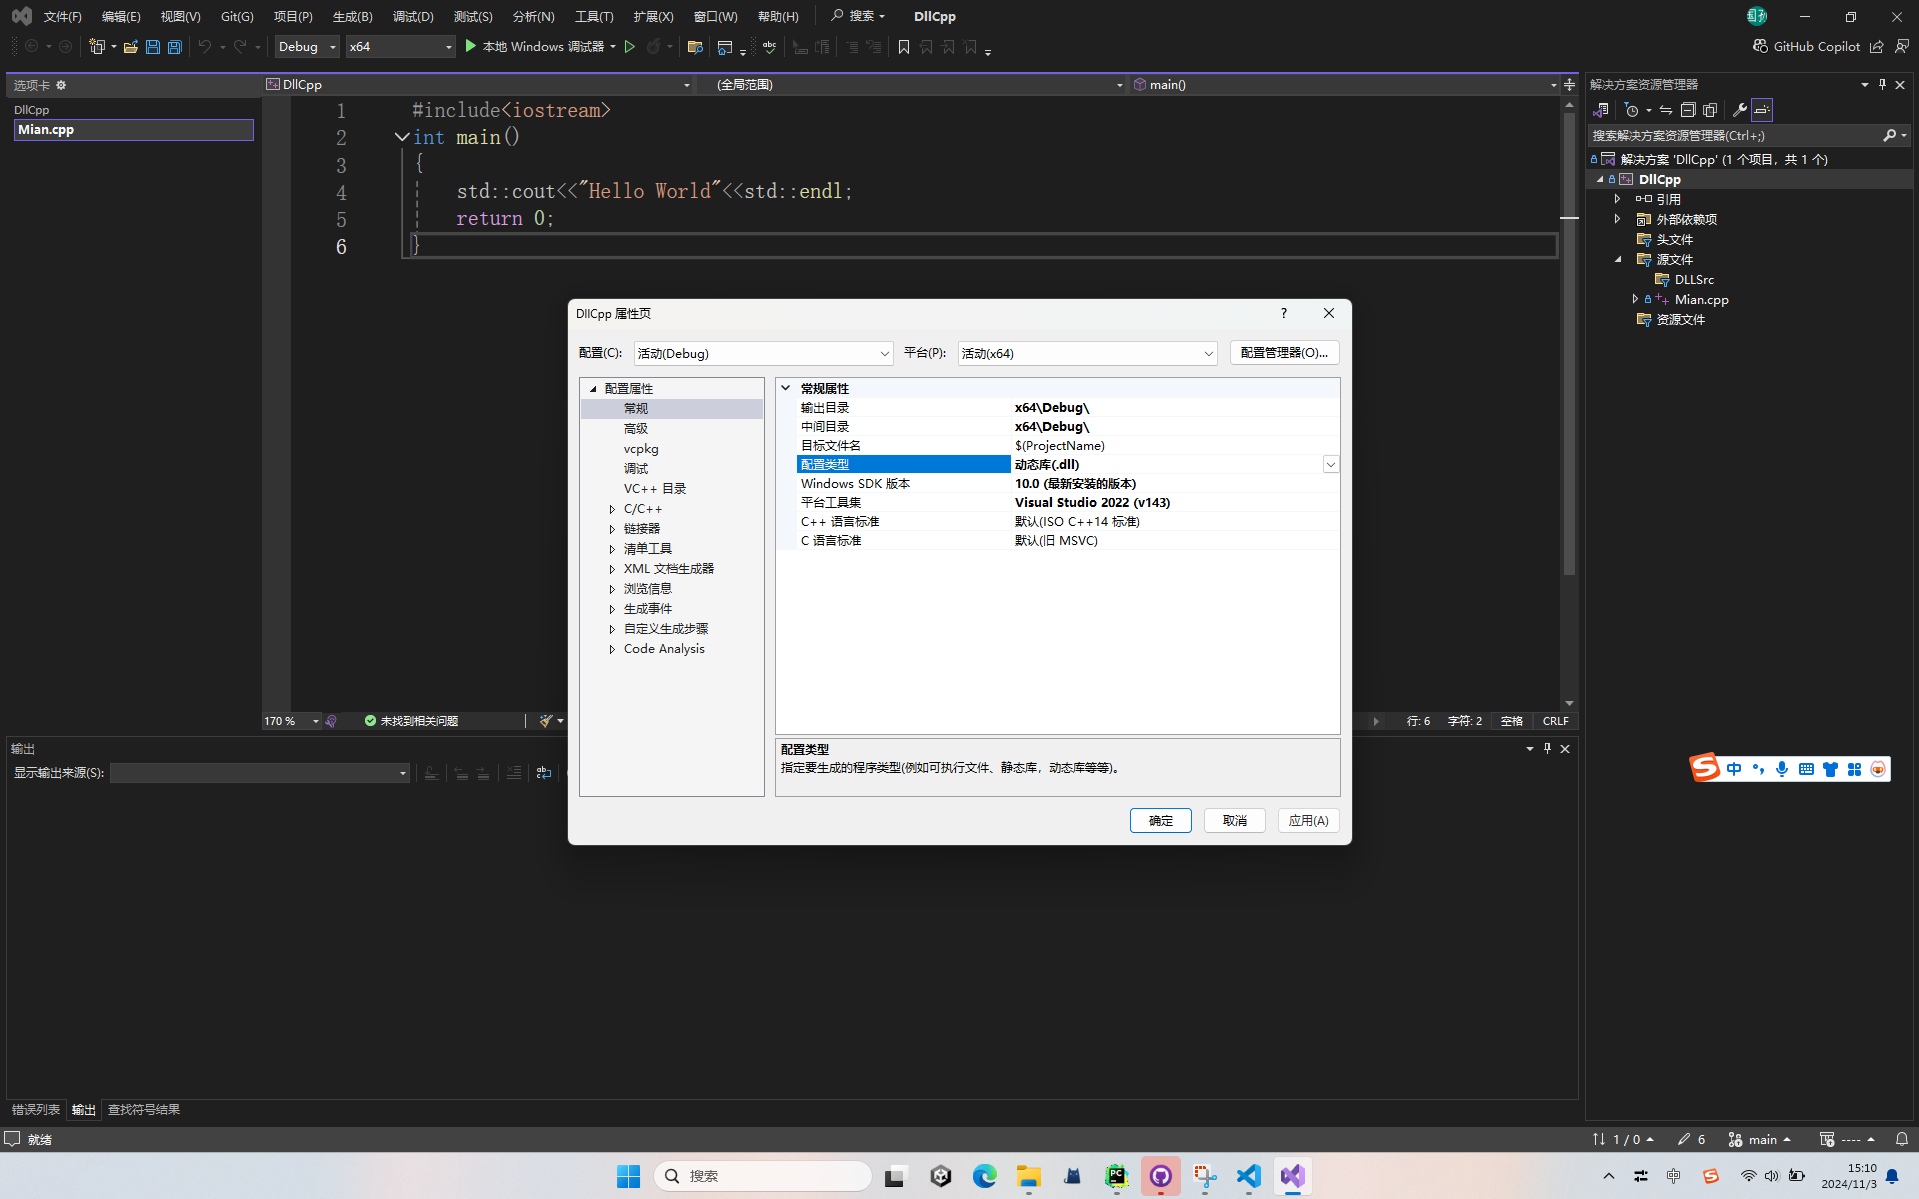 文件(F) 编辑(E) 视图(V) Git(G) 项目(P) 生成(B) 调试(D) 测试(S) 分析(N) 工具(T) 扩展(X) 窗口(W) 帮助(H) 搜索 DllCpp
Debug x64 本地 Windows 调试器 GitHub Copilot
选项卡
DllCpp
Mian.cpp
DllCpp (全局范围) main()
1 #include<iostream>
2 int main()
3 {
4 std::cout<<"Hello World"<<std::endl;
5 return 0;
6 }
170 % 未找到相关问题 行: 6 字符: 2 空格 CRLF
解决方案资源管理器
搜索解决方案资源管理器(Ctrl+;)
解决方案 'DllCpp' (1 个项目，共 1 个)
DllCpp
引用
外部依赖项
头文件
源文件
DLLSrc
Mian.cpp
资源文件
DllCpp 属性页 ?
配置(C): 活动(Debug) 平台(P): 活动(x64) 配置管理器(O)...
配置属性
常规
高级
vcpkg
调试
VC++ 目录
C/C++
链接器
清单工具
XML 文档生成器
浏览信息
生成事件
自定义生成步骤
Code Analysis
常规属性
输出目录 x64\Debug\
中间目录 x64\Debug\
目标文件名 $(ProjectName)
配置类型 动态库(.dll)
Windows SDK 版本 10.0 (最新安装的版本)
平台工具集 Visual Studio 2022 (v143)
C++ 语言标准 默认(ISO C++14 标准)
C 语言标准 默认(旧 MSVC)
配置类型
指定要生成的程序类型(例如可执行文件、静态库，动态库等等)。
确定 取消 应用(A)
输出
显示输出来源(S):
中
错误列表 输出 查找符号结果
就绪 1 / 0 6 main ----
搜索 中 15:10
2024/11/3